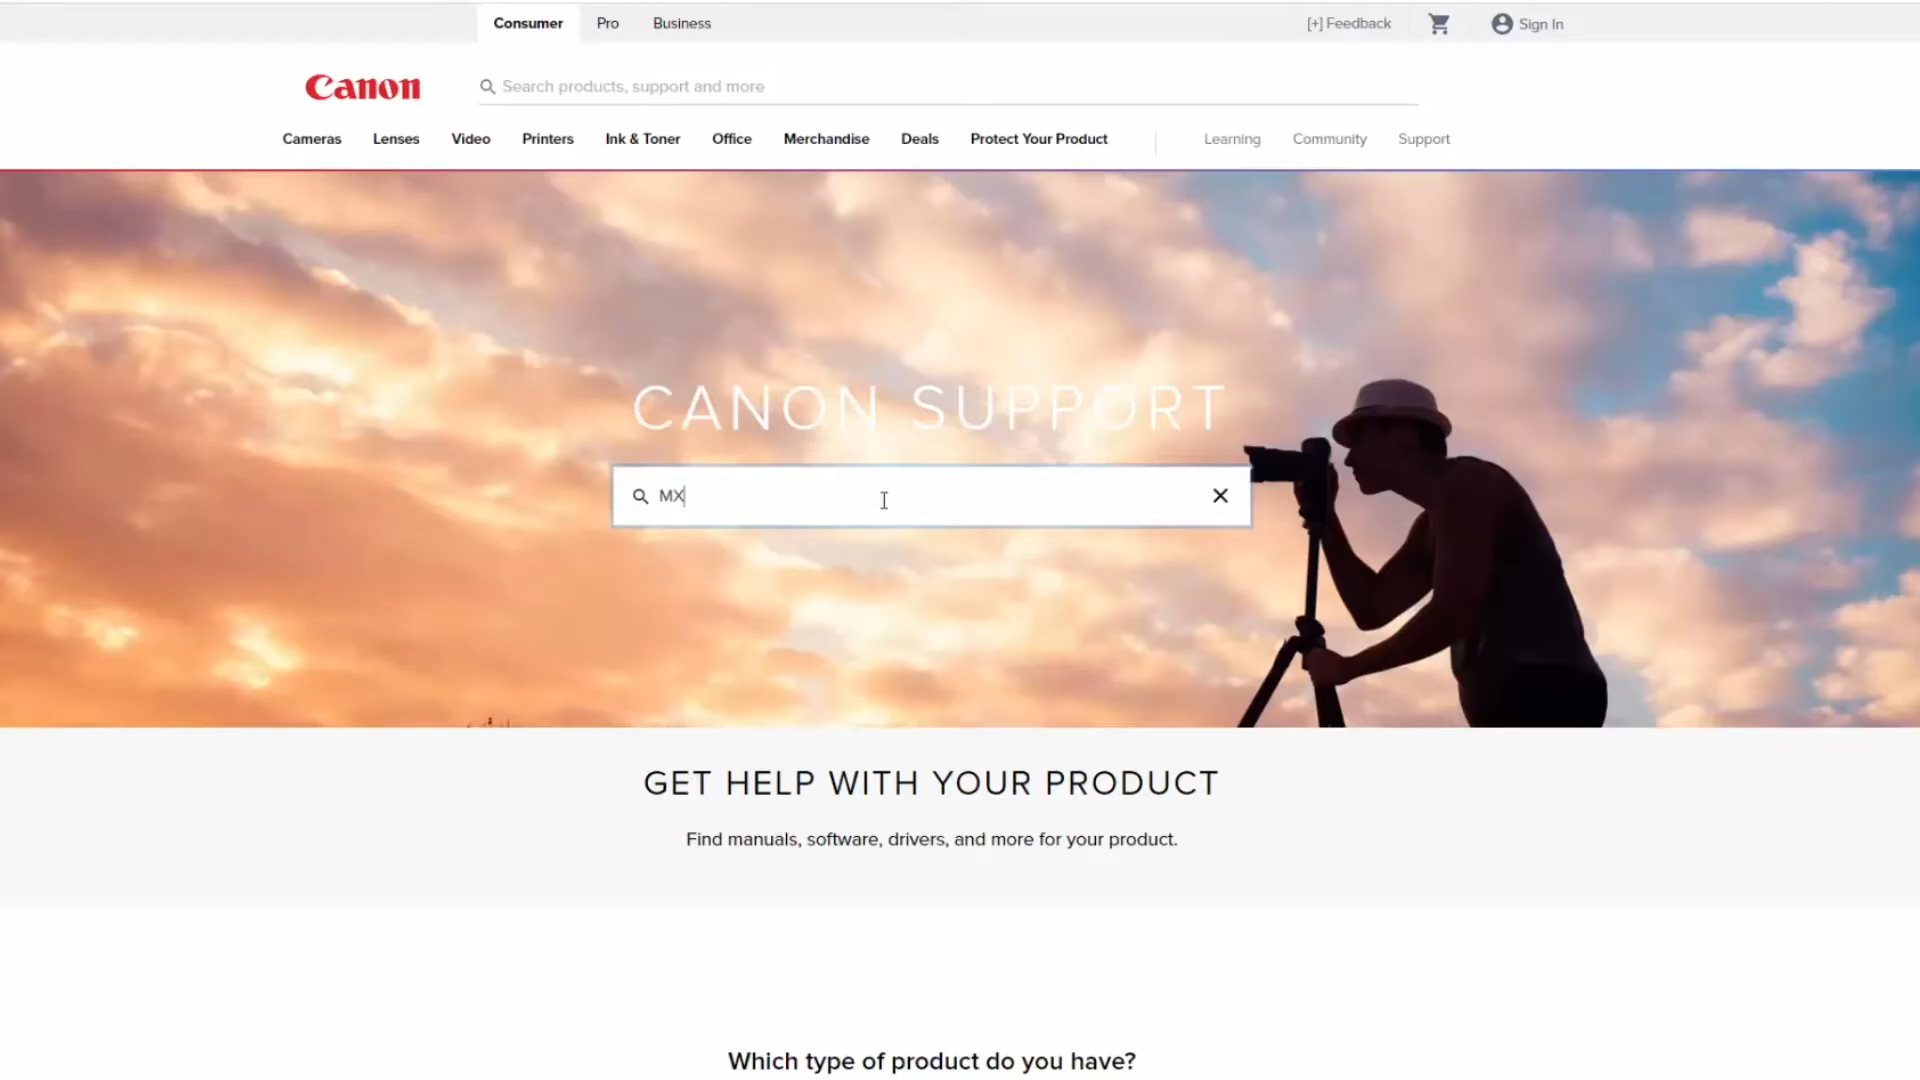 Consumer Pro Business [+] Feedback Sign In
Canon Search products, support and more
Cameras Lenses Video Printers Ink & Toner Office Merchandise Deals Protect Your Product Learning Community Support
CANON SUPPORT
MX
GET HELP WITH YOUR PRODUCT
Find manuals, software, drivers, and more for your product.
Which type of product do you have?